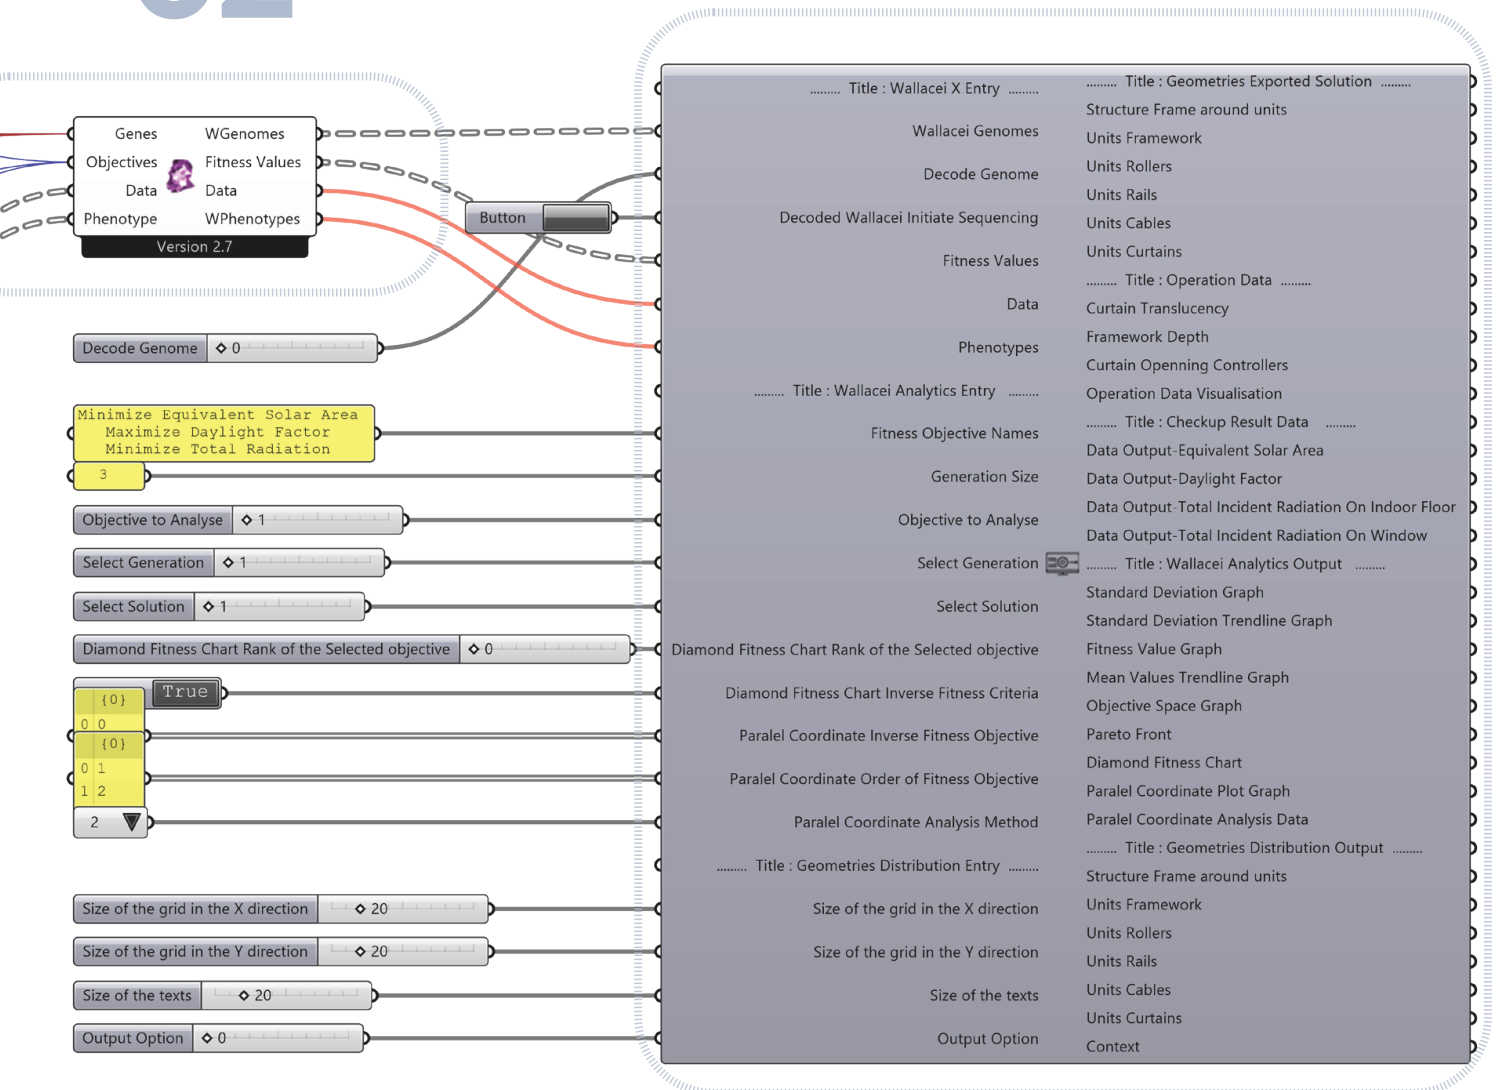 Genes WGenomes
Objectives Fitness Values
Data Data
Phenotype WPhenotypes
Version 2.7
Button
Decode Genome 0
Minimize Equivalent Solar Area
Maximize Daylight Factor
Minimize Total Radiation
3
Objective to Analyse 1
Select Generation 1
Select Solution 1
Diamond Fitness Chart Rank of the Selected objective 0
True
{0}
0 0
{0}
0 1
1 2
2
Size of the grid in the X direction 20
Size of the grid in the Y direction 20
Size of the texts 20
Output Option 0
......... Title : Wallacei X Entry .........
Wallacei Genomes
Decode Genome
Decoded Wallacei Initiate Sequencing
Fitness Values
Data
Phenotypes
......... Title : Wallacei Analytics Entry .........
Fitness Objective Names
Generation Size
Objective to Analyse
Select Generation
Select Solution
Diamond Fitness Chart Rank of the Selected objective
Diamond Fitness Chart Inverse Fitness Criteria
Paralel Coordinate Inverse Fitness Objective
Paralel Coordinate Order of Fitness Objective
Paralel Coordinate Analysis Method
......... Title : Geometries Distribution Entry .........
Size of the grid in the X direction
Size of the grid in the Y direction
Size of the texts
Output Option
......... Title : Geometries Exported Solution .........
Structure Frame around units
Units Framework
Units Rollers
Units Rails
Units Cables
Units Curtains
......... Title : Operation Data .........
Curtain Translucency
Framework Depth
Curtain Openning Controllers
Operation Data Visualisation
......... Title : Checkup Result Data .........
Data Output-Equivalent Solar Area
Data Output-Daylight Factor
Data Output-Total Incident Radiation On Indoor Floor
Data Output-Total Incident Radiation On Window
......... Title : Wallacei Analytics Output .........
Standard Deviation Graph
Standard Deviation Trendline Graph
Fitness Value Graph
Mean Values Trendline Graph
Objective Space Graph
Pareto Front
Diamond Fitness Chart
Paralel Coordinate Plot Graph
Paralel Coordinate Analysis Data
......... Title : Geometries Distribution Output .........
Structure Frame around units
Units Framework
Units Rollers
Units Rails
Units Cables
Units Curtains
Context